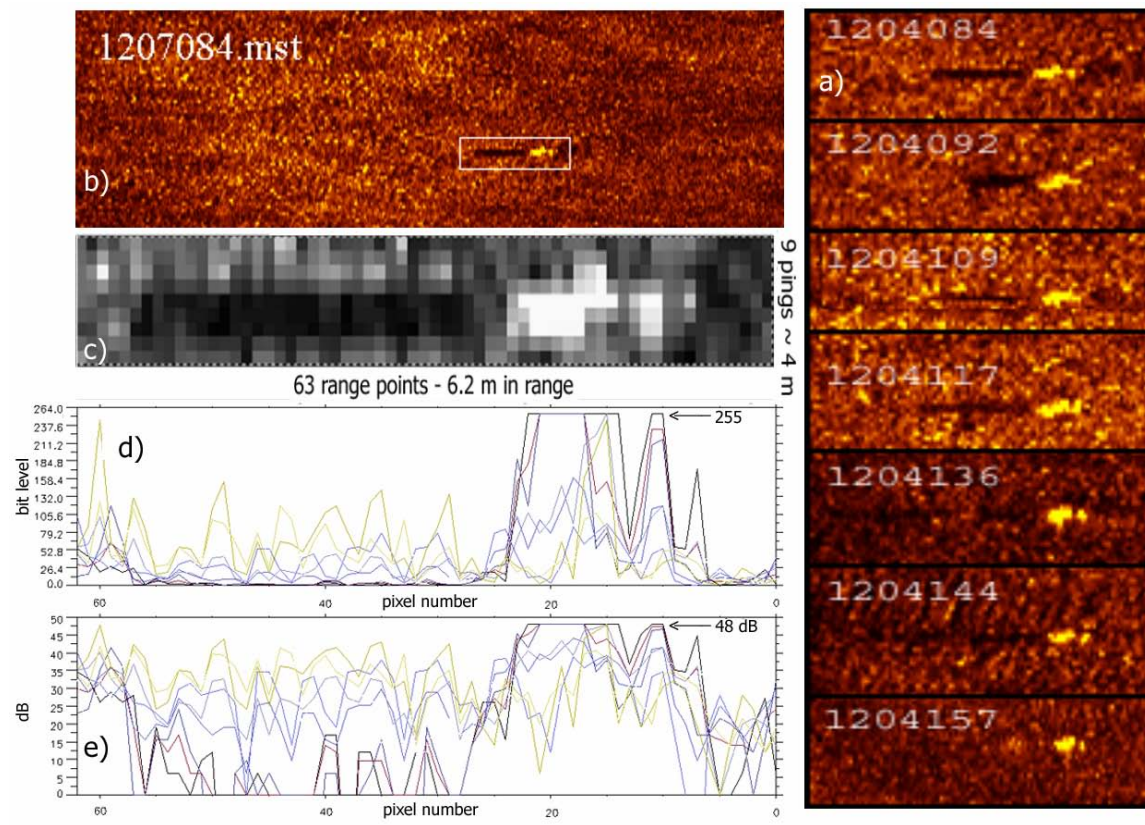 1207084.mst
b)
c)
9 pings ~ 4 m
63 range points - 6.2 m in range
d)
264.0
237.6
211.2
184.8
158.4
132.0
105.6
79.2
52.8
26.4
0.0
bit level
255
60
40
20
0
pixel number
e)
50
45
40
35
30
25
20
15
10
5
0
dB
48 dB
60
40
20
0
pixel number
a)
1204084
1204092
1204109
1204117
1204136
1204144
1204157